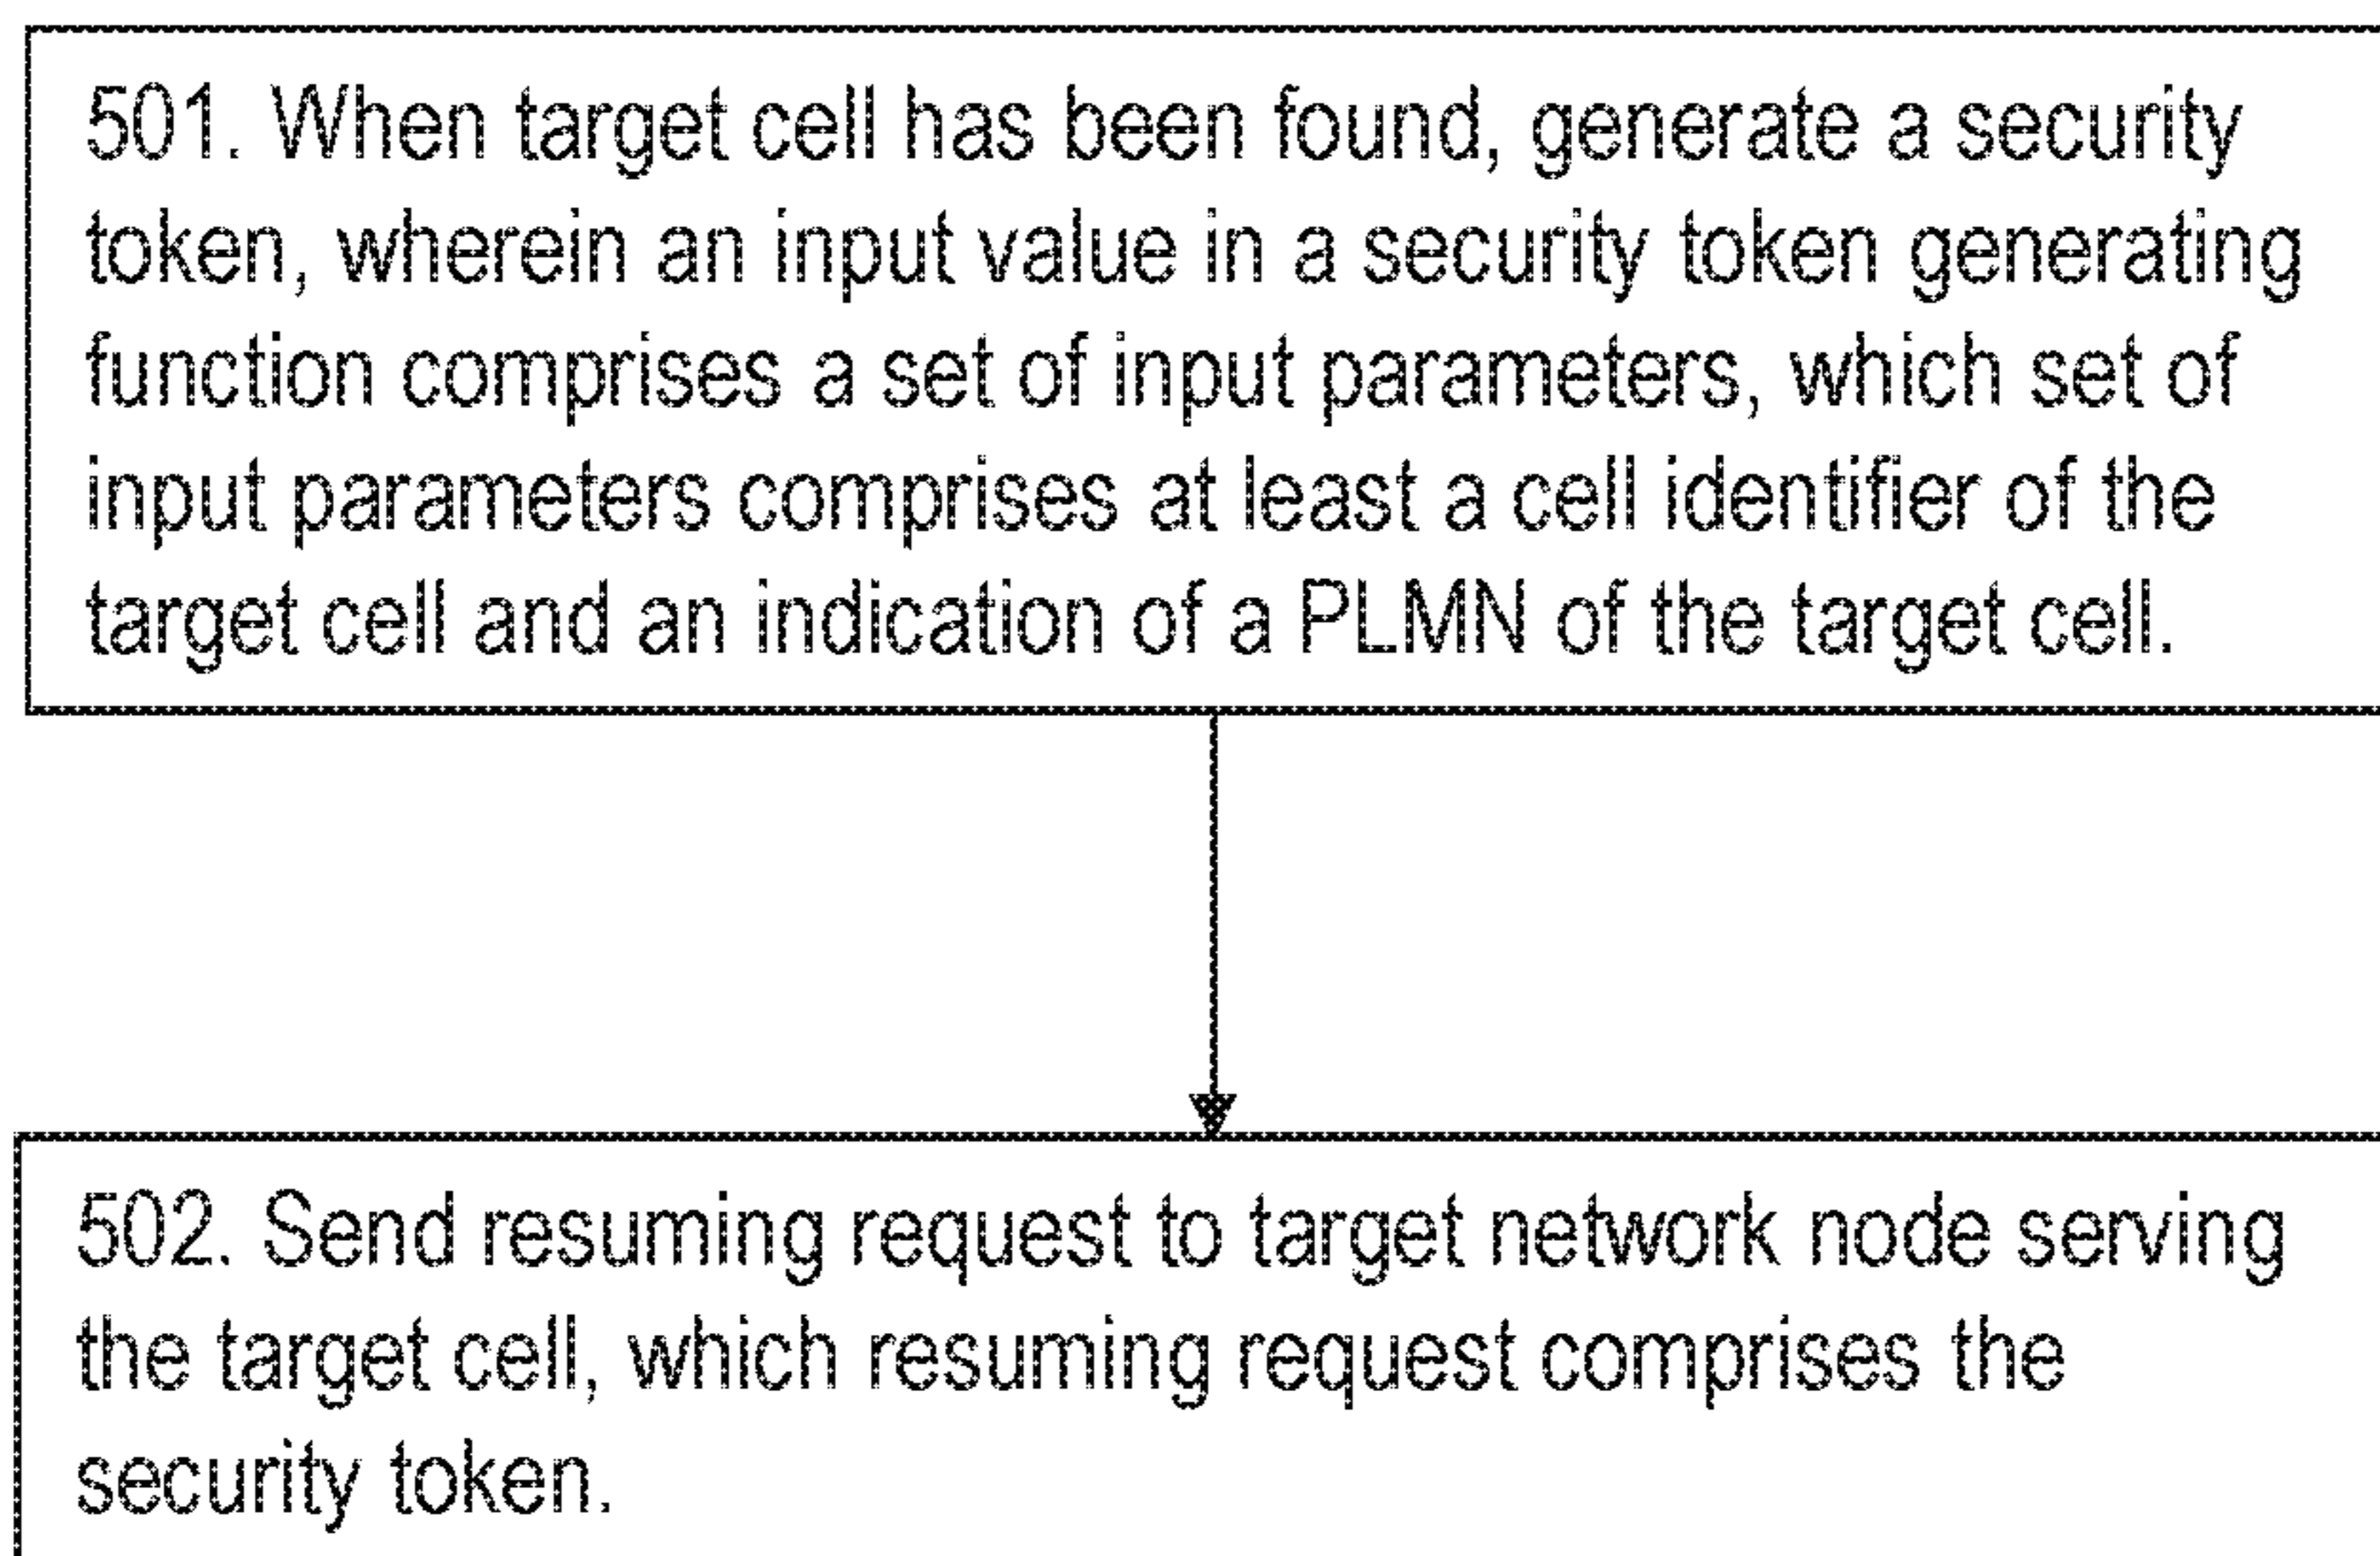 501. When target cell has been found, generate a security
token, wherein an input value in a security token generating
function comprises a set of input parameters, which set of
input parameters comprises at least a cell identifier of the
target cell and an indication of a PLMN of the target cell.
502. Send resuming request to target network node serving
the target cell, which resuming request comprises the
security token.